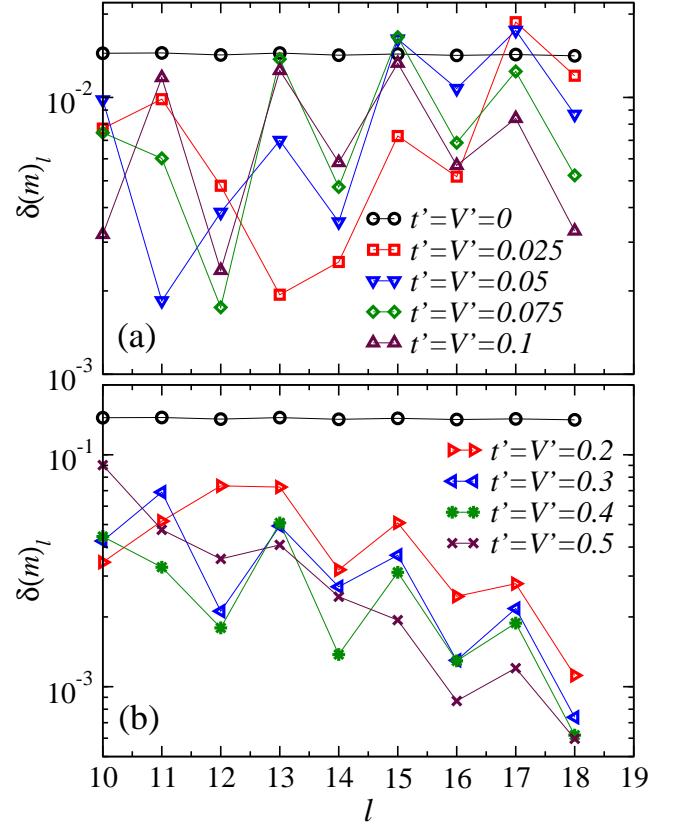 10^-2
δ(m)_l
t'=V'=0
t'=V'=0.025
t'=V'=0.05
t'=V'=0.075
t'=V'=0.1
(a)
10^-3
10^-1
t'=V'=0.2
t'=V'=0.3
t'=V'=0.4
t'=V'=0.5
δ(m)_l
10^-3
(b)
10 11 12 13 14 15 16 17 18 19
l